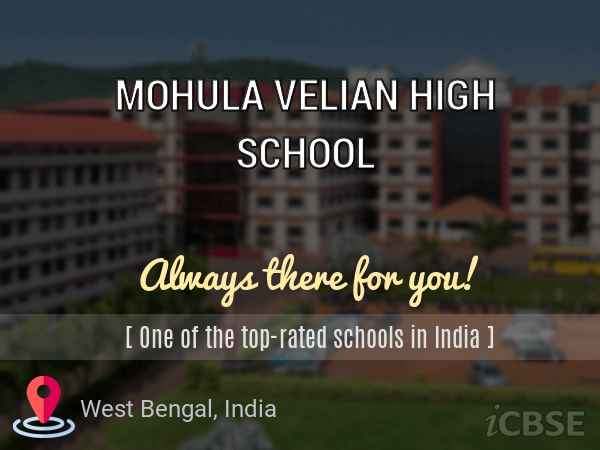 MOHULA VELIAN HIGH
SCHOOL
Always there for you!
[ One of the top-rated schools in India ]
West Bengal, India
iCBSE